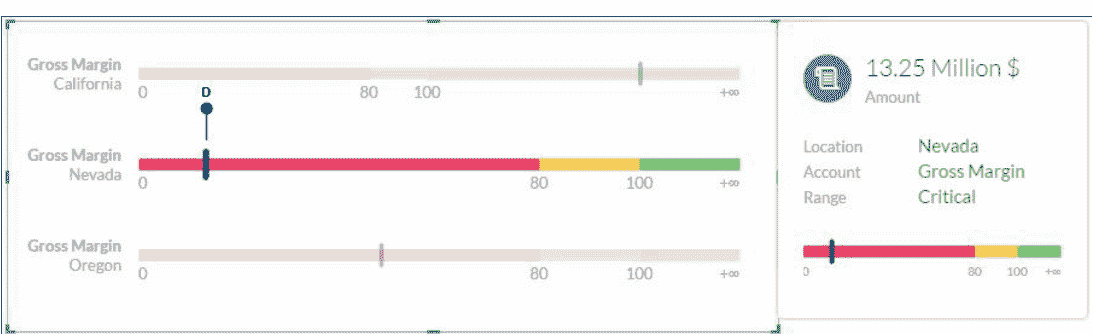 Gross Margin
California
0 80 100 +∞
D
Gross Margin
Nevada
0 80 100 +∞
Gross Margin
Oregon
0 80 100 +∞
13.25 Million $
Amount
Location Nevada
Account Gross Margin
Range Critical
0 80 100 +∞